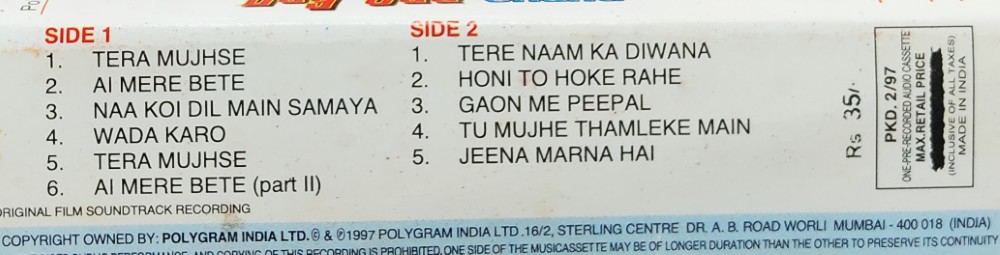 SIDE 1
1. TERA MUJHSE
2. AI MERE BETE
3. NAA KOI DIL MAIN SAMAYA
4. WADA KARO
5. TERA MUJHSE
6. AI MERE BETE (part II)
SIDE 2
1. TERE NAAM KA DIWANA
2. HONI TO HOKE RAHE
3. GAON ME PEEPAL
4. TU MUJHE THAMLEKE MAIN
5. JEENA MARNA HAI
Rs 35/-
PKD. 2/97
ONE-PRE-RECORDED AUDIO CASSETTE
MAX. RETAIL PRICE
(INCLUSIVE OF ALL TAXES)
MADE IN INDIA
ORIGINAL FILM SOUNDTRACK RECORDING
COPYRIGHT OWNED BY: POLYGRAM INDIA LTD. © & ℗1997 POLYGRAM INDIA LTD .16/2, STERLING CENTRE DR. A. B. ROAD WORLI MUMBAI - 400 018 (INDIA)
PERFORMANCE, AND COPYING OF THIS RECORDING IS PROHIBITED. ONE SIDE OF THE MUSICASSETTE MAY BE OF LONGER DURATION THAN THE OTHER TO PRESERVE ITS CONTINUITY